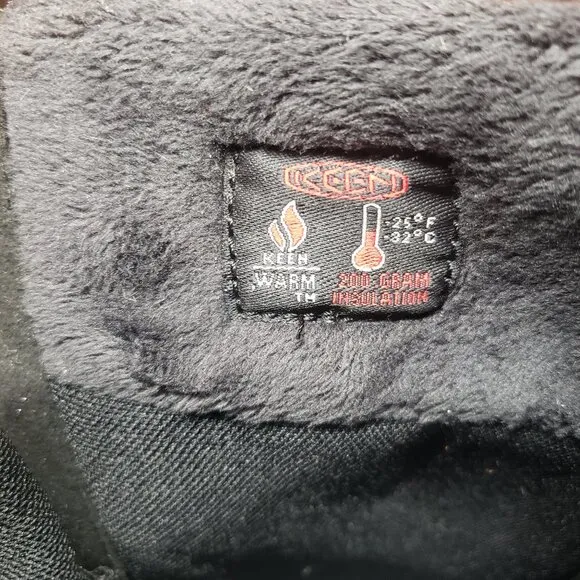 KEEN
-25°F
-32°C
KEEN
WARM
TM
200 GRAM
INSULATION